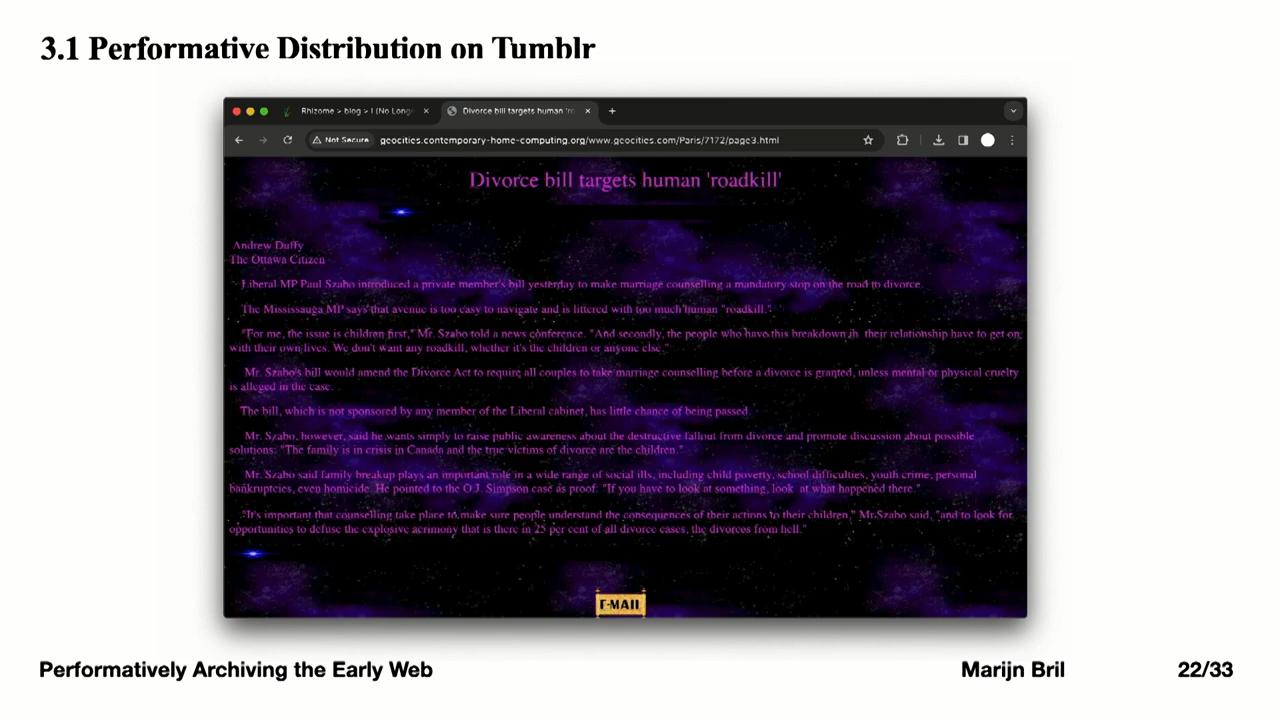 3.1 Performative Distribution on Tumblr
Rhizome > blog > I (No Long
Divorce bill targets human 'ro
Not Secure
geocities.contemporary-home-computing.org/www.geocities.com/Paris/7172/page3.html
Divorce bill targets human 'roadkill'
Andrew Duffy
The Ottawa Citizen
Liberal MP Paul Szabo introduced a private member's bill yesterday to make marriage counselling a mandatory stop on the road to divorce.
The Mississauga MP says that avenue is too easy to navigate and is littered with too much human "roadkill."
"For me, the issue is children first," Mr. Szabo told a news conference. "And secondly, the people who have this breakdown in their relationship have to get on
with their own lives. We don't want any roadkill, whether it's the children or anyone else."
Mr. Szabo's bill would amend the Divorce Act to require all couples to take marriage counselling before a divorce is granted, unless mental or physical cruelty
is alleged in the case.
The bill, which is not sponsored by any member of the Liberal cabinet, has little chance of being passed.
Mr. Szabo, however, said he wants simply to raise public awareness about the destructive fallout from divorce and promote discussion about possible
solutions: "The family is in crisis in Canada and the true victims of divorce are the children."
Mr. Szabo said family breakup plays an important role in a wide range of social ills, including child poverty, school difficulties, youth crime, personal
bankruptcies, even homicide. He pointed to the O.J. Simpson case as proof: "If you have to look at something, look at what happened there."
"It's important that counselling take place to make sure people understand the consequences of their actions to their children," Mr Szabo said, "and to look for
opportunities to defuse the explosive acrimony that is there in 25 per cent of all divorce cases, the divorces from hell."
E-MAIL
Performatively Archiving the Early Web
Marijn Bril
22/33